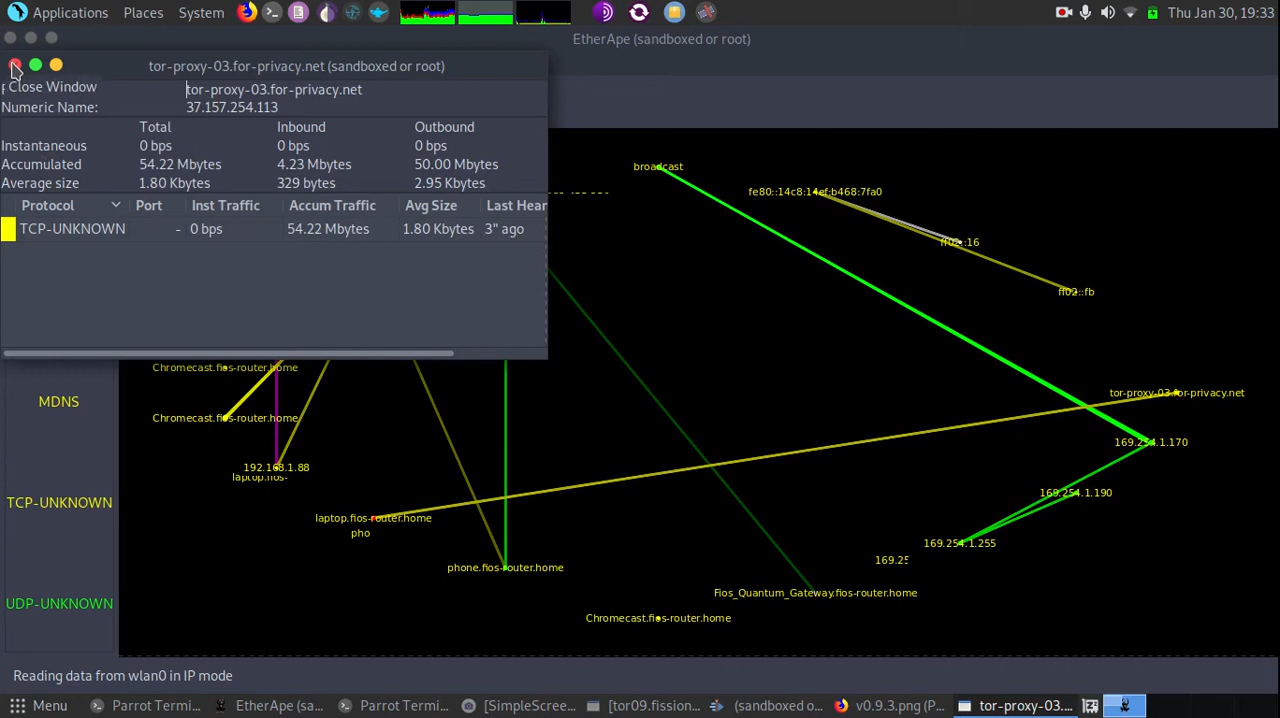 Applications Places System Thu Jan 30, 19:33
EtherApe (sandboxed or root)
tor-proxy-03.for-privacy.net (sandboxed or root)
Close Window
tor-proxy-03.for-privacy.net
Numeric Name: 37.157.254.113
Total Inbound Outbound
Instantaneous 0 bps 0 bps 0 bps
Accumulated 54.22 Mbytes 4.23 Mbytes 50.00 Mbytes
Average size 1.80 Kbytes 329 bytes 2.95 Kbytes
Protocol Port Inst Traffic Accum Traffic Avg Size Last Hear
TCP-UNKNOWN - 0 bps 54.22 Mbytes 1.80 Kbytes 3" ago
broadcast
fe80::14c8:14ef:b468:7fa0
ff02::16
ff02::fb
Chromecast.fios-router.home
tor-proxy-03.for-privacy.net
MDNS
Chromecast.fios-router.home
169.254.1.170
192.168.1.88
laptop.fios-
169.254.1.190
TCP-UNKNOWN
laptop.fios-router.home
pho
169.254.1.255
169.25
phone.fios-router.home
Fios_Quantum_Gateway.fios-router.home
UDP-UNKNOWN
Chromecast.fios-router.home
Reading data from wlan0 in IP mode
Menu Parrot Termi... EtherApe (sa... Parrot Termi... [SimpleScree... [tor09.fission... (sandboxed o... v0.9.3.png (P... tor-proxy-03....